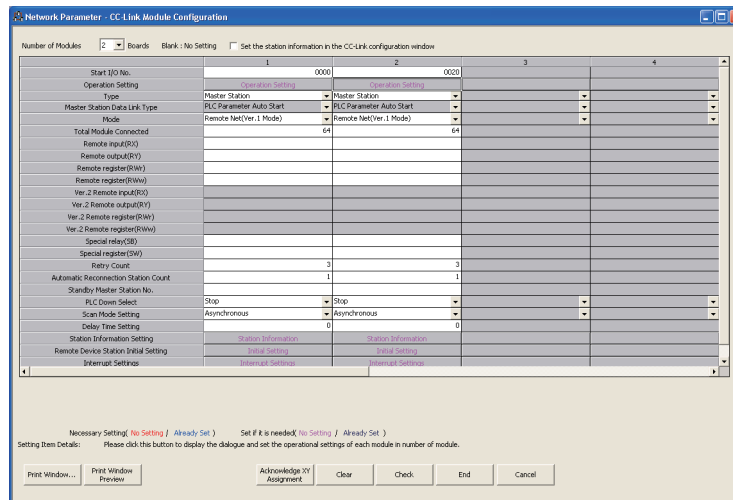 Network Parameter - CC-Link Module Configuration
Number of Modules 2 Boards Blank : No Setting Set the station information in the CC-Link configuration window
1 2 3 4
Start I/O No. 0000 0020
Operation Setting Operation Setting Operation Setting
Type Master Station Master Station
Master Station Data Link Type PLC Parameter Auto Start PLC Parameter Auto Start
Mode Remote Net(Ver.1 Mode) Remote Net(Ver.1 Mode)
Total Module Connected 64 64
Remote input(RX)
Remote output(RY)
Remote register(RWr)
Remote register(RWw)
Ver.2 Remote input(RX)
Ver.2 Remote output(RY)
Ver.2 Remote register(RWr)
Ver.2 Remote register(RWw)
Special relay(SB)
Special register(SW)
Retry Count 3 3
Automatic Reconnection Station Count 1 1
Standby Master Station No.
PLC Down Select Stop Stop
Scan Mode Setting Asynchronous Asynchronous
Delay Time Setting 0 0
Station Information Setting Station Information Station Information
Remote Device Station Initial Setting Initial Setting Initial Setting
Interrupt Settings Interrupt Settings Interrupt Settings
Necessary Setting( No Setting / Already Set ) Set if it is needed( No Setting / Already Set )
Setting Item Details: Please click this button to display the dialogue and set the operational settings of each module in number of module.
Print Window... Print Window Preview Acknowledge XY Assignment Clear Check End Cancel